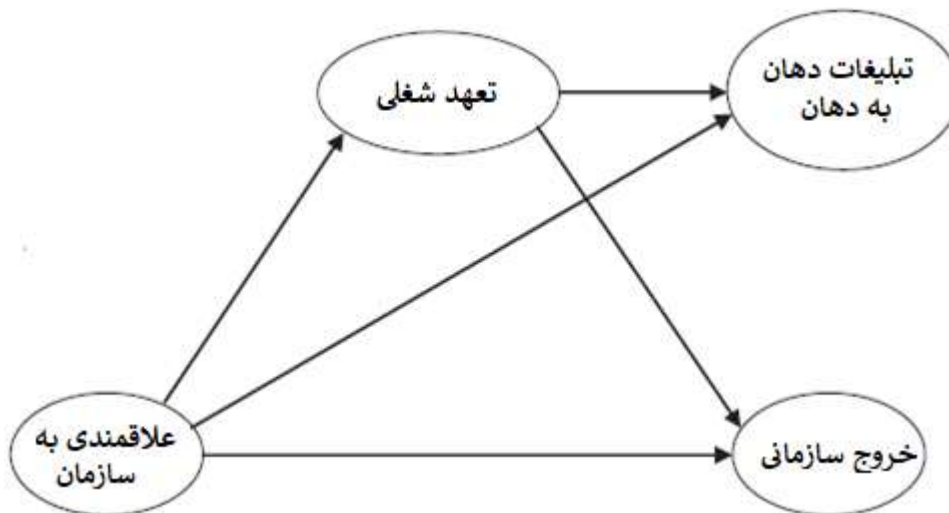 تبلیغات دهان
به دهان
تعهد شغلی
علاقمندی به
سازمان
خروج سازمانی